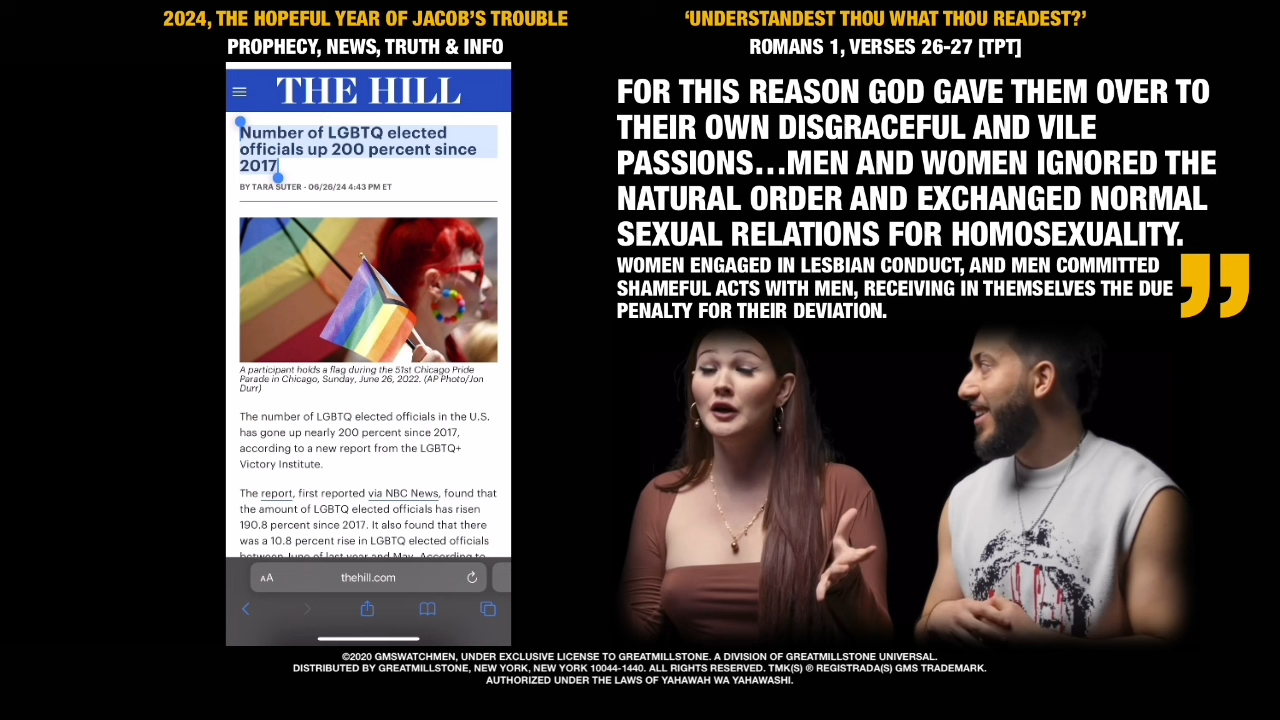 2024, THE HOPEFUL YEAR OF JACOB'S TROUBLE
PROPHECY, NEWS, TRUTH & INFO
THE HILL
Number of LGBTQ elected
officials up 200 percent since
2017
BY TARA SUTER - 06/26/24 4:43 PM ET
A participant holds a flag during the 51st Chicago Pride
Parade in Chicago, Sunday, June 26, 2022. (AP Photo/Jon
Durr)
The number of LGBTQ elected officials in the U.S.
has gone up nearly 200 percent since 2017,
according to a new report from the LGBTQ+
Victory Institute.
The report, first reported via NBC News, found that
the amount of LGBTQ elected officials has risen
190.8 percent since 2017. It also found that there
was a 10.8 percent rise in LGBTQ elected officials
between June of last year and May. According to
AA thehill.com
‘UNDERSTANDEST THOU WHAT THOU READEST?’
ROMANS 1, VERSES 26-27 [TPT]
FOR THIS REASON GOD GAVE THEM OVER TO
THEIR OWN DISGRACEFUL AND VILE
PASSIONS...MEN AND WOMEN IGNORED THE
NATURAL ORDER AND EXCHANGED NORMAL
SEXUAL RELATIONS FOR HOMOSEXUALITY.
WOMEN ENGAGED IN LESBIAN CONDUCT, AND MEN COMMITTED
SHAMEFUL ACTS WITH MEN, RECEIVING IN THEMSELVES THE DUE
PENALTY FOR THEIR DEVIATION.
”
©2020 GMSWATCHMEN, UNDER EXCLUSIVE LICENSE TO GREATMILLSTONE. A DIVISION OF GREATMILLSTONE UNIVERSAL.
DISTRIBUTED BY GREATMILLSTONE, NEW YORK, NEW YORK 10044-1440. ALL RIGHTS RESERVED. TMK(S) ® REGISTRADA(S) GMS TRADEMARK.
AUTHORIZED UNDER THE LAWS OF YAHAWAH WA YAHAWASHI.